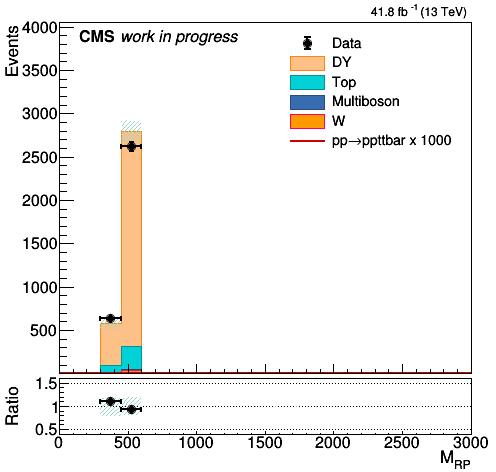 41.8 fb⁻¹ (13 TeV)
CMS work in progress
Events
4000
3500
3000
2500
2000
1500
1000
500
Data
DY
Top
Multiboson
W
pp→ppttbar x 1000
Ratio
1.5
1
0.5
0 500 1000 1500 2000 2500 3000
M_RP